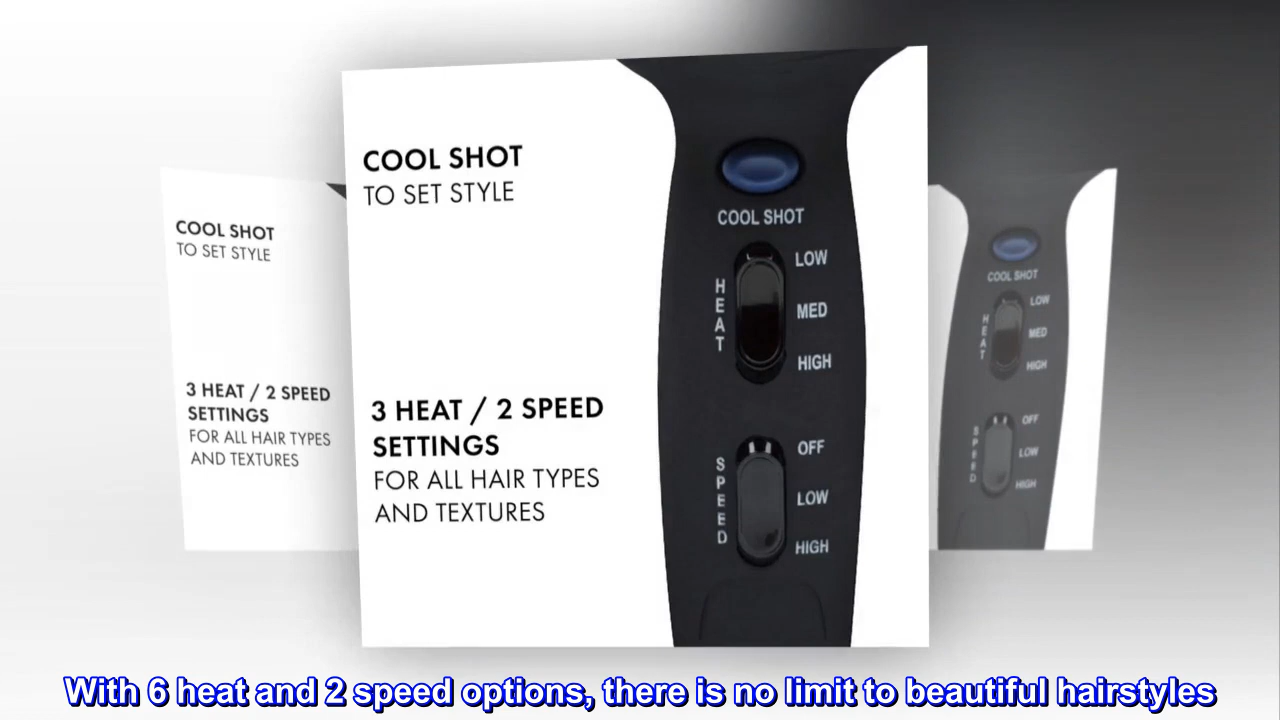 COOL SHOT
TO SET STYLE
3 HEAT / 2 SPEED
SETTINGS
FOR ALL HAIR TYPES
AND TEXTURES
COOL SHOT
HEAT
LOW
MED
HIGH
SPEED
OFF
LOW
HIGH
COOL SHOT
TO SET STYLE
3 HEAT / 2 SPEED
SETTINGS
FOR ALL HAIR TYPES
AND TEXTURES
COOL SHOT
HEAT
LOW
MED
HIGH
SPEED
OFF
LOW
HIGH
With 6 heat and 2 speed options, there is no limit to beautiful hairstyles